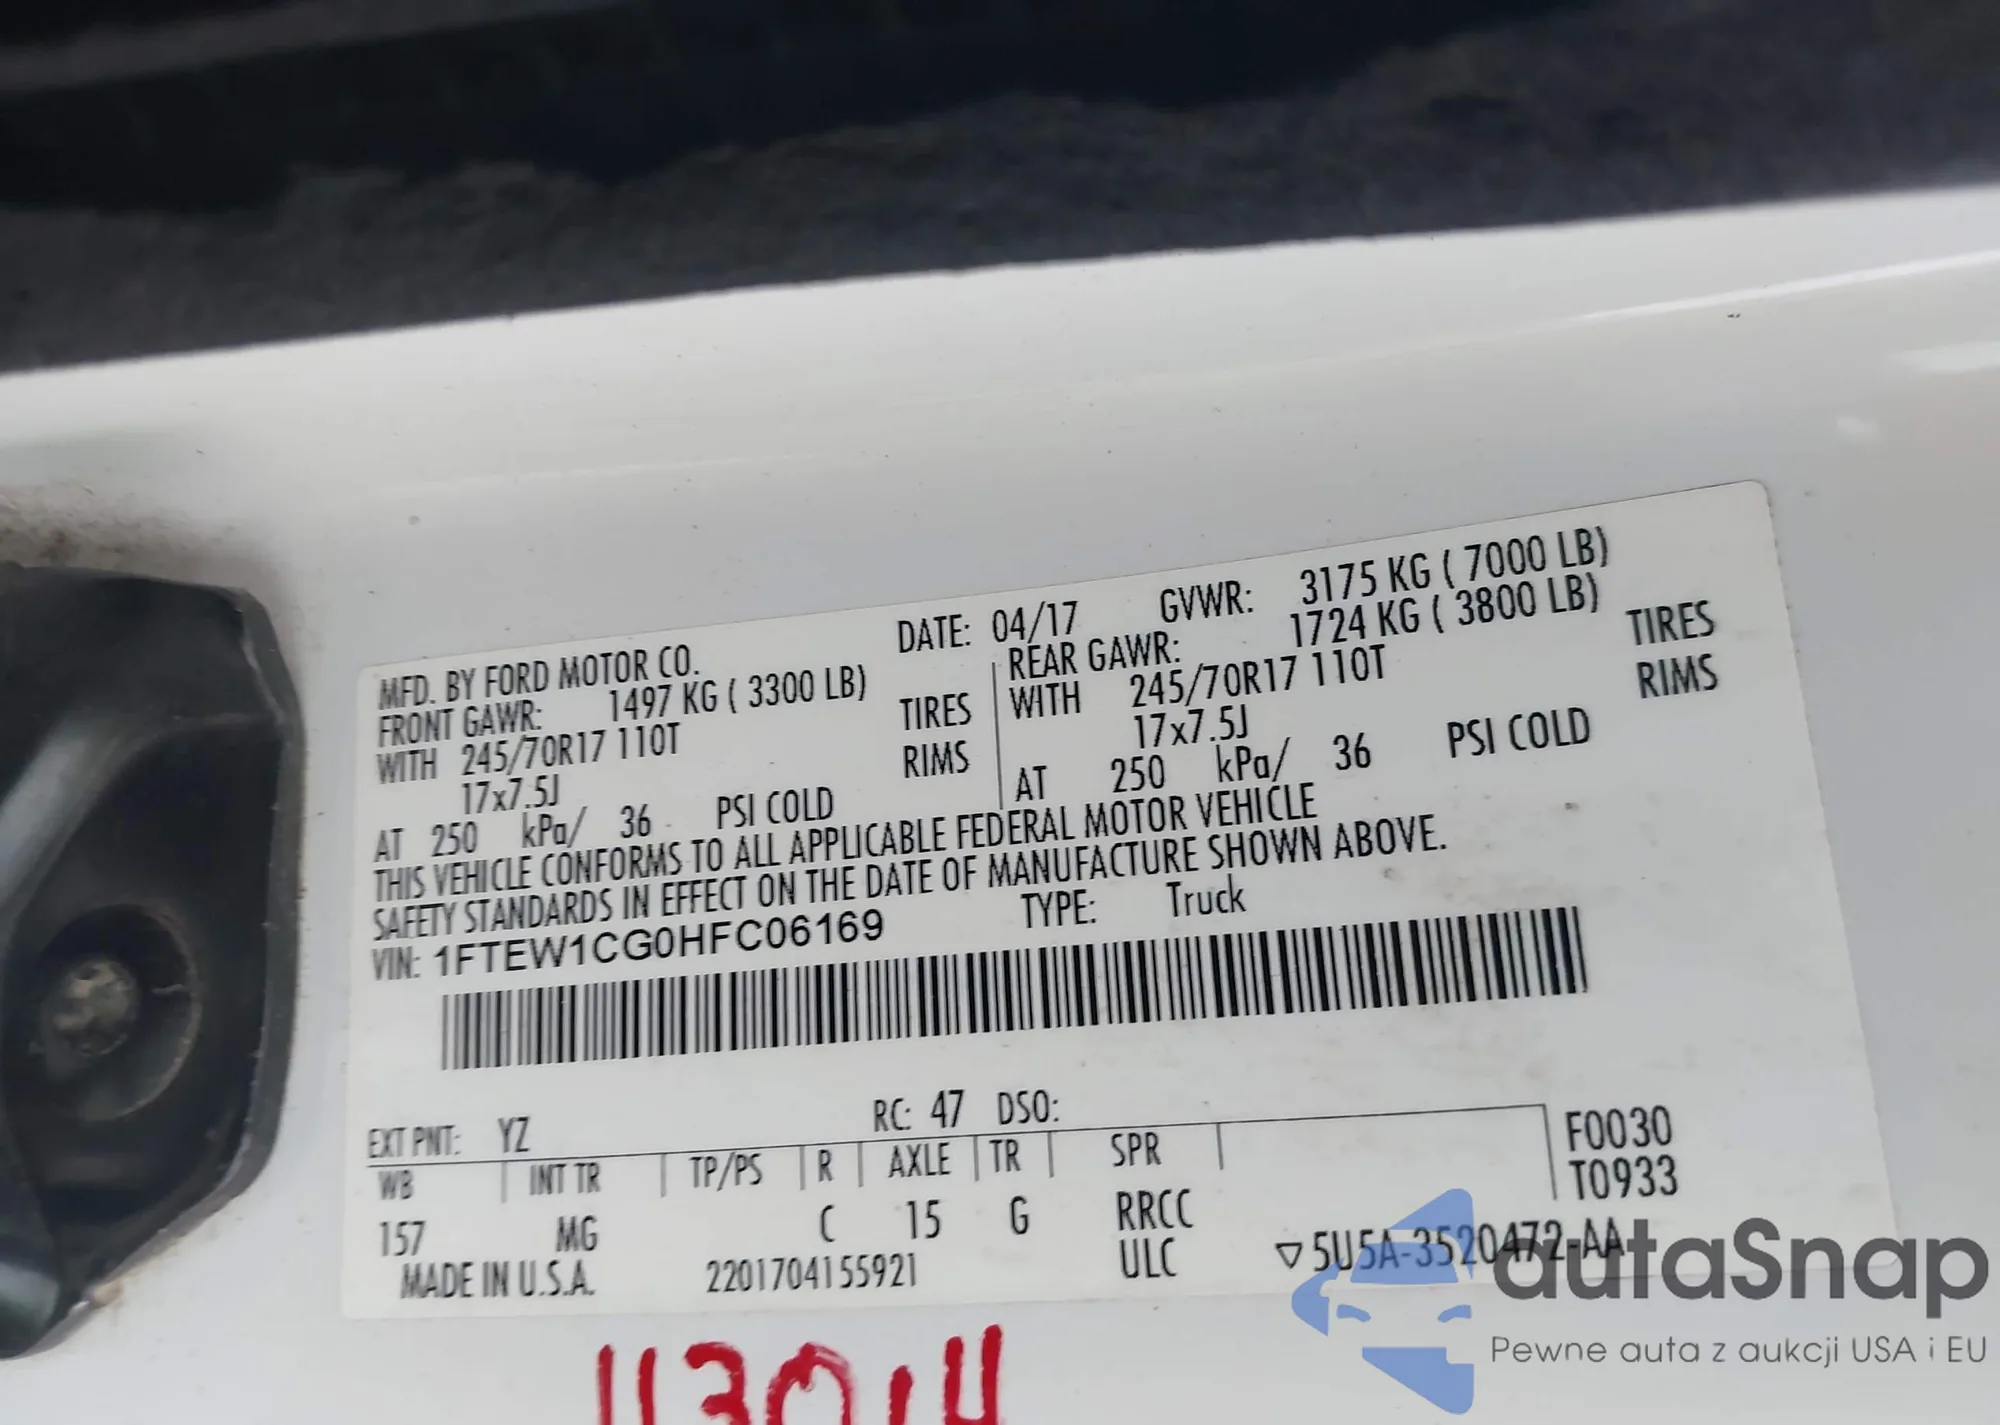 MFD. BY FORD MOTOR CO. DATE: 04/17 GVWR: 3175 KG ( 7000 LB)
FRONT GAWR: 1497 KG ( 3300 LB) REAR GAWR: 1724 KG ( 3800 LB)
WITH 245/70R17 110T TIRES WITH 245/70R17 110T TIRES
17x7.5J RIMS 17x7.5J RIMS
AT 250 kPa/ 36 PSI COLD AT 250 kPa/ 36 PSI COLD
THIS VEHICLE CONFORMS TO ALL APPLICABLE FEDERAL MOTOR VEHICLE
SAFETY STANDARDS IN EFFECT ON THE DATE OF MANUFACTURE SHOWN ABOVE.
VIN: 1FTEW1CG0HFC06169 TYPE: Truck
EXT PNT: YZ RC: 47 DSO: F0030
WB INT TR TP/PS R AXLE TR SPR T0933
157 MG C 15 G RRCC
MADE IN U.S.A. 2201704155921 ULC ▽5U5A-3520472-AA
autaSnap
Pewne auta z aukcji USA i EU